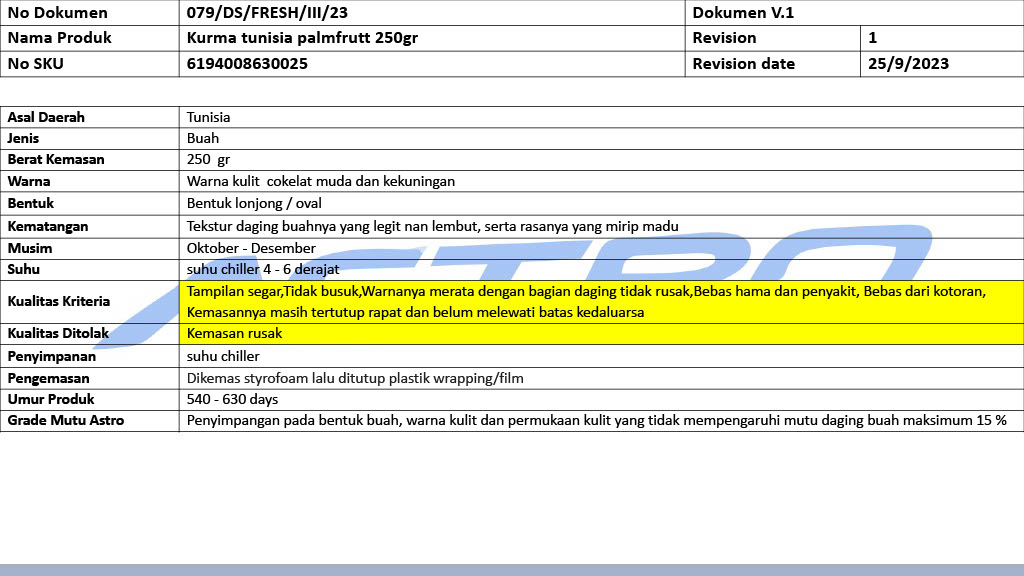 No Dokumen 079/DS/FRESH/III/23 Dokumen V.1
Nama Produk Kurma tunisia palmfrutt 250gr Revision 1
No SKU 6194008630025 Revision date 25/9/2023
Asal Daerah Tunisia
Jenis Buah
Berat Kemasan 250 gr
Warna Warna kulit cokelat muda dan kekuningan
Bentuk Bentuk lonjong / oval
Kematangan Tekstur daging buahnya yang legit nan lembut, serta rasanya yang mirip madu
Musim Oktober - Desember
Suhu suhu chiller 4 - 6 derajat
Kualitas Kriteria Tampilan segar,Tidak busuk,Warnanya merata dengan bagian daging tidak rusak,Bebas hama dan penyakit, Bebas dari kotoran,
Kemasannya masih tertutup rapat dan belum melewati batas kedaluarsa
Kualitas Ditolak Kemasan rusak
Penyimpanan suhu chiller
Pengemasan Dikemas styrofoam lalu ditutup plastik wrapping/film
Umur Produk 540 - 630 days
Grade Mutu Astro Penyimpangan pada bentuk buah, warna kulit dan permukaan kulit yang tidak mempengaruhi mutu daging buah maksimum 15 %
ASTRO